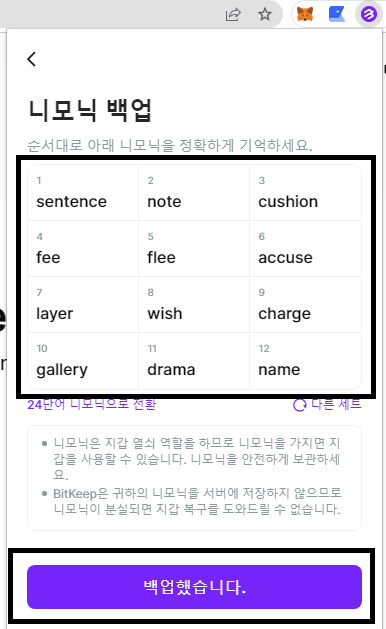 니모닉 백업
순서대로 아래 니모닉을 정확하게 기억하세요.
1 2 3
sentence note cushion
4 5 6
fee flee accuse
7 8 9
layer wish charge
10 11 12
gallery drama name
24단어 니모닉으로 전환 다른 세트
니모닉은 지갑 열쇠 역할을 하므로 니모닉을 가지면 지
갑을 사용할 수 있습니다. 니모닉을 안전하게 보관하세
요.
BitKeep은 귀하의 니모닉을 서버에 저장하지 않으므로
니모닉이 분실되면 지갑 복구를 도와드릴 수 없습니다.
백업했습니다.